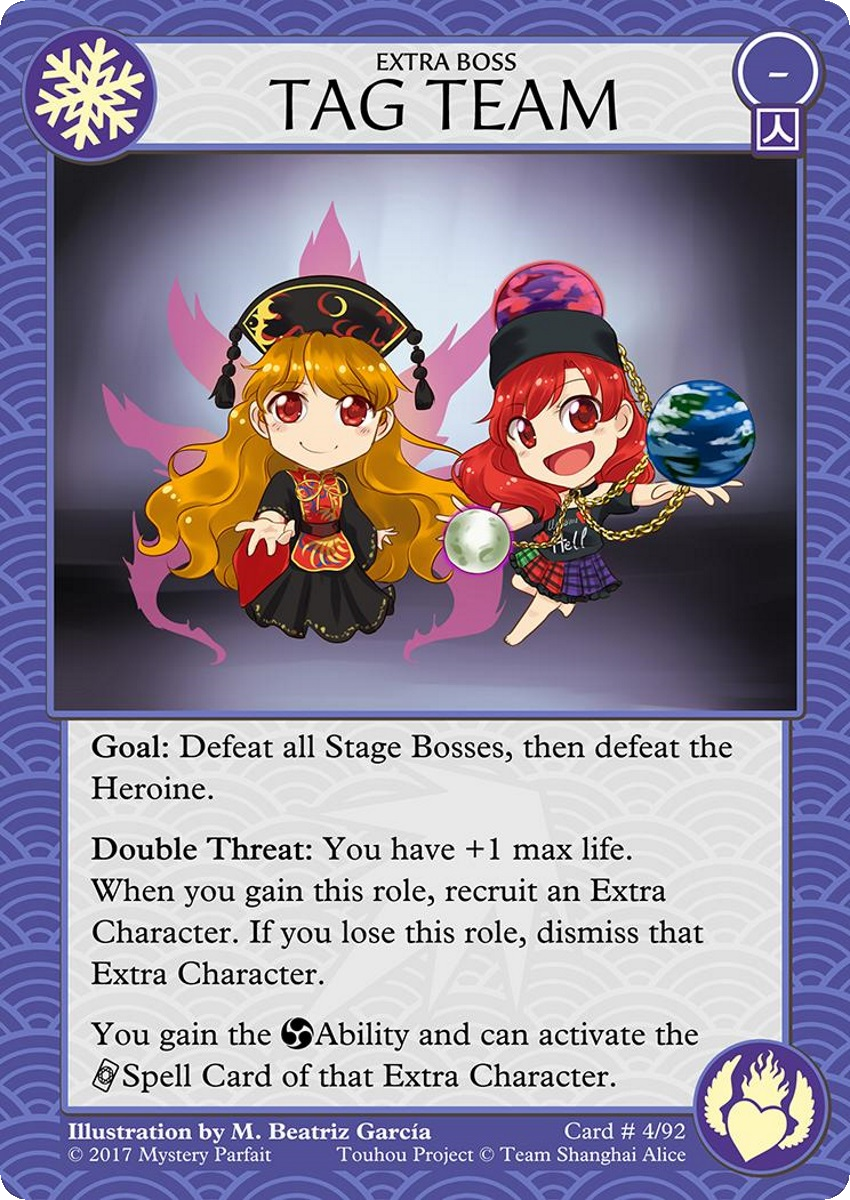 EXTRA BOSS
TAG TEAM
-
人
Hell
Goal: Defeat all Stage Bosses, then defeat the
Heroine.
Double Threat: You have +1 max life.
When you gain this role, recruit an Extra
Character. If you lose this role, dismiss that
Extra Character.
You gain the Ability and can activate the
Spell Card of that Extra Character.
Illustration by M. Beatriz García
Card # 4/92
© 2017 Mystery Parfait
Touhou Project © Team Shanghai Alice